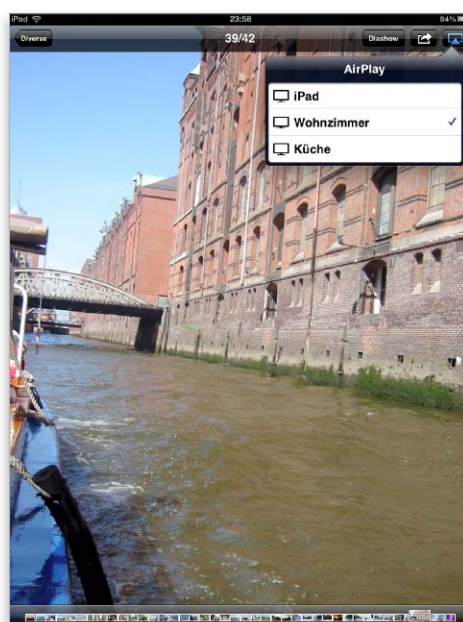 iPad 23:58 84%
Diverse 39/42 Diashow
AirPlay
iPad
Wohnzimmer
Küche